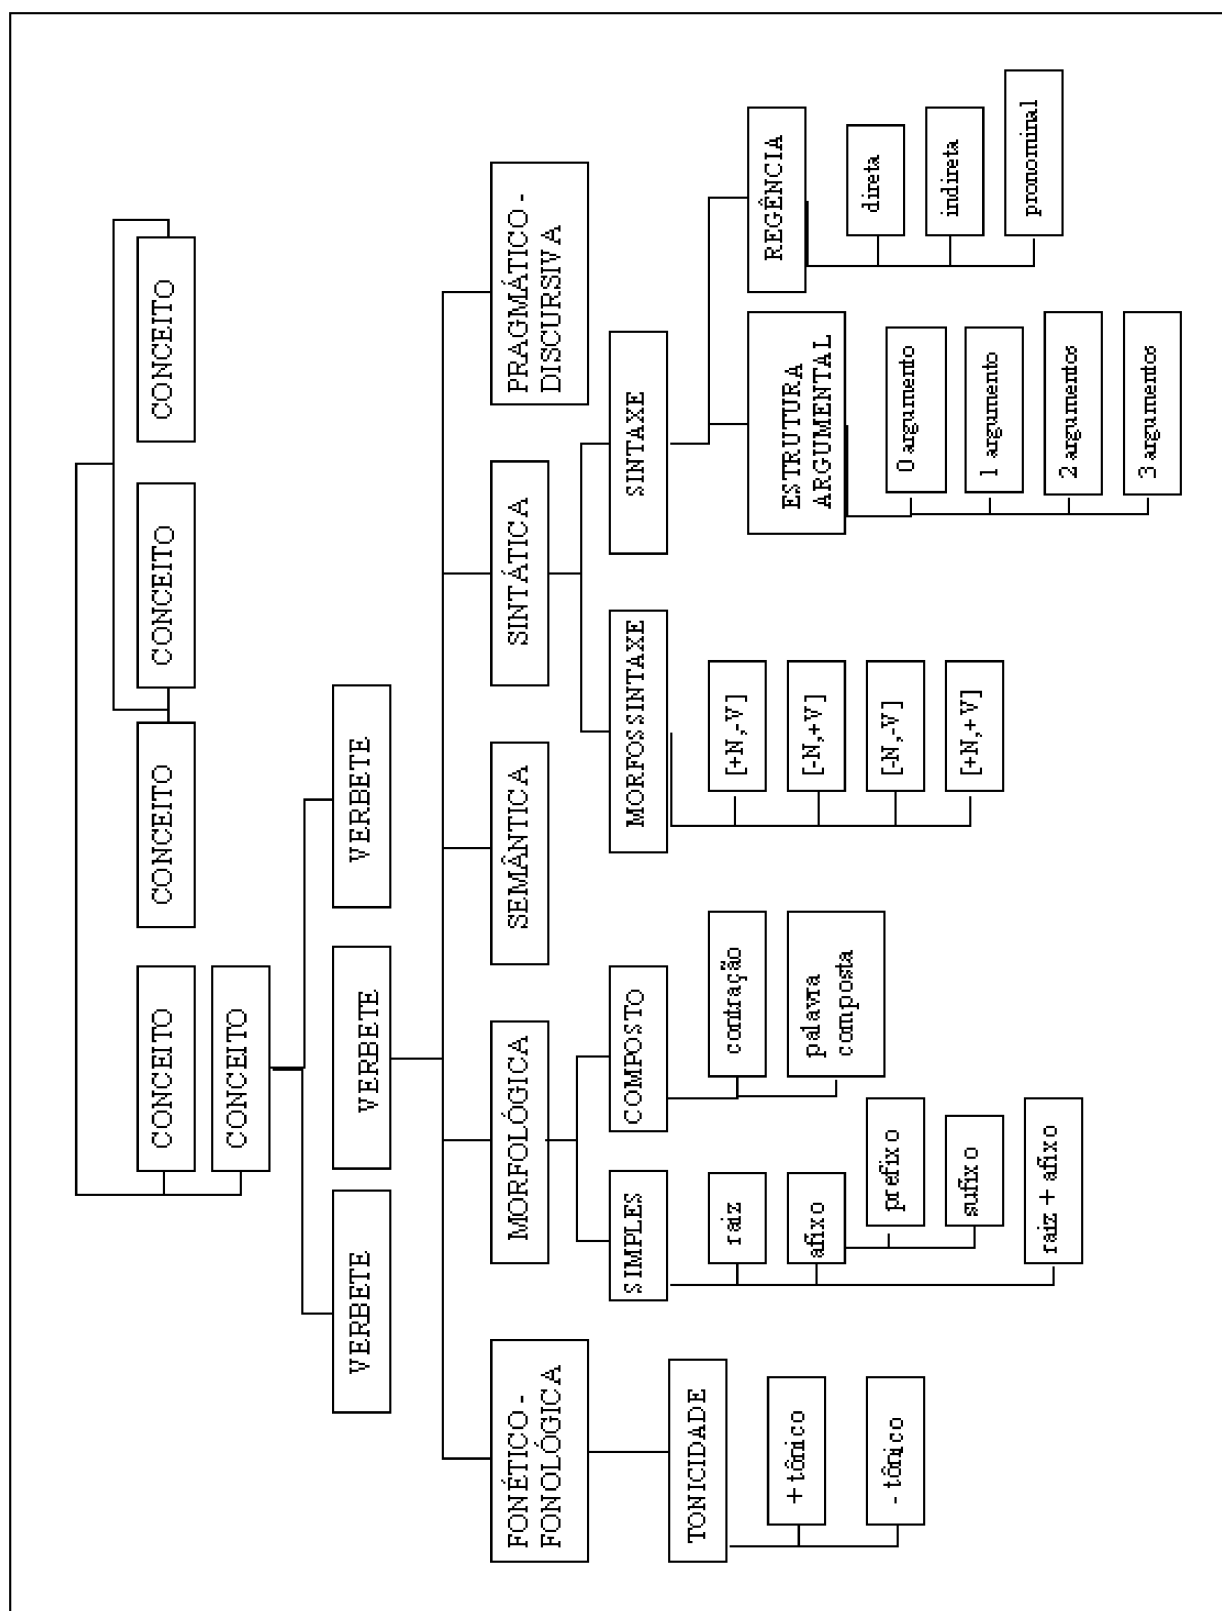 CONCEITO
CONCEITO
CONCEITO
CONCEITO
CONCEITO
VERBETE
VERBETE
VERBETE
FONÉTICO -
FONOLÓGICA
MORFOLÓGICA
SEMÂNTICA
SINTÁTICA
PRAGMÁTICO -
DISCURSIVA
TONICIDADE
+ tônico
- tônico
SIMPLES
raiz
afixo
prefixo
sufixo
raiz + afixo
COMPOSTO
contração
palavra
composta
MORFOSSINTAXE
[+N,-V]
[-N,+V]
[-N,-V]
[+N,+V]
SINTAXE
ESTRUTURA
ARGUMENTAL
0 argumento
1 argumento
2 argumentos
3 argumentos
REGÊNCIA
direta
indireta
pronominal